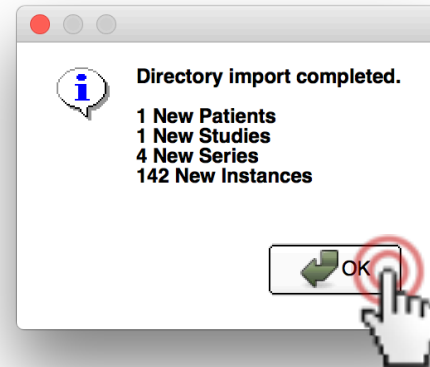 Directory import completed.
1 New Patients
1 New Studies
4 New Series
142 New Instances
OK